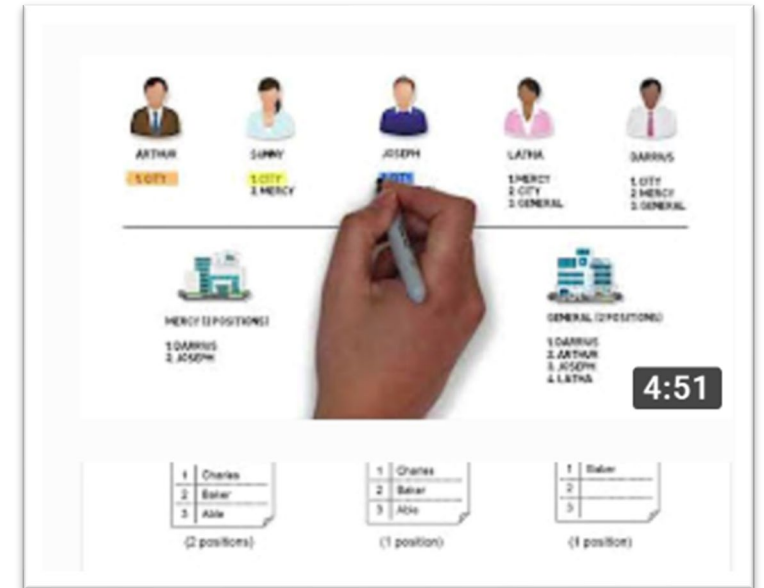 ARTHUR
SUNNY
JOSEPH
LATHA
DARRIUS
1. CITY
1. CITY
2. MERCY
1. MERCY
2. CITY
3. GENERAL
1. CITY
2. MERCY
3. GENERAL
MERCY (2 POSITIONS)
1. DARRIUS
2. JOSEPH
GENERAL (2 POSITIONS)
1. DARRIUS
2. ARTHUR
3. JOSEPH
4. LATHA
4:51
1 Charles
2 Baker
3 Able
(2 positions)
1 Charles
2 Baker
3 Able
(1 position)
1 Baker
2
3
(1 position)